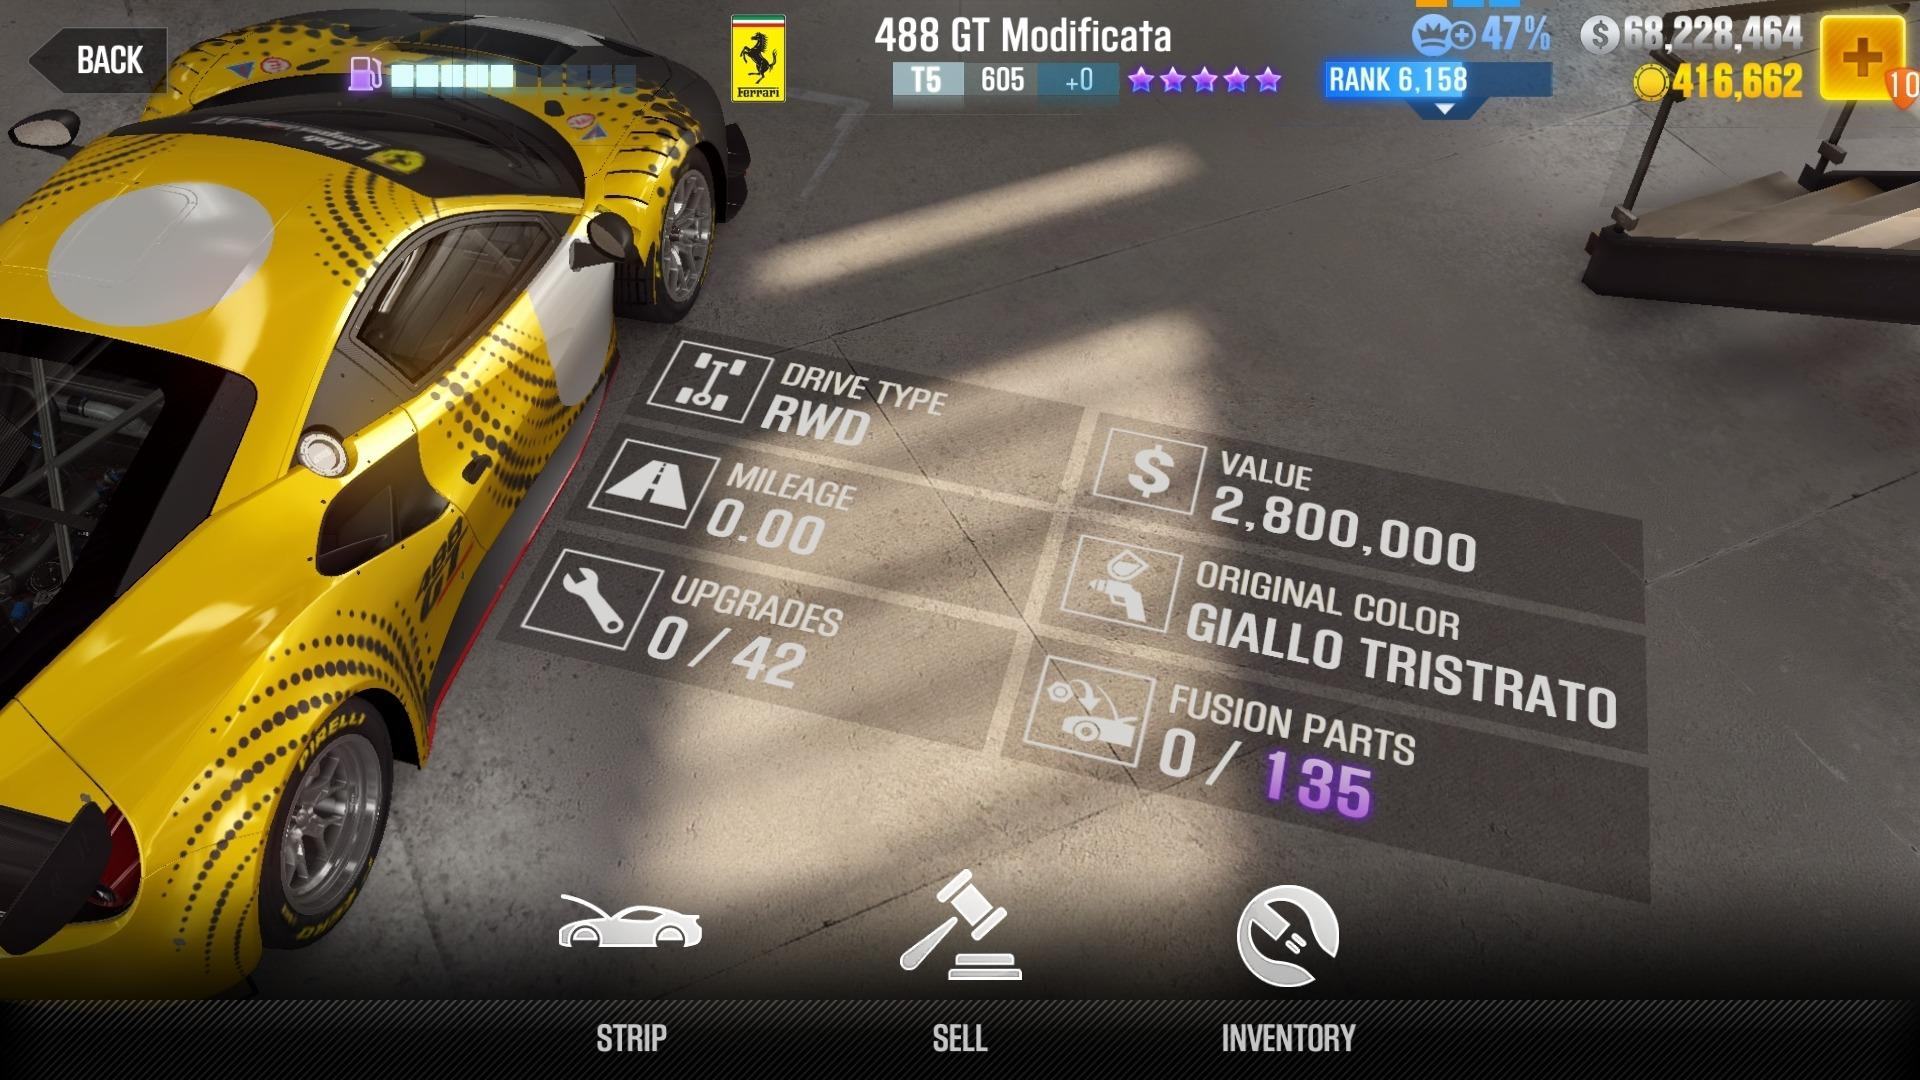 BACK
Ferrari
488 GT Modificata
T5 605 +0
47%
RANK 6,158
$ 68,228,464
416,662
10
DRIVE TYPE
RWD
MILEAGE
0.00
UPGRADES
0 / 42
$ VALUE
2,800,000
ORIGINAL COLOR
GIALLO TRISTRATO
FUSION PARTS
0 / 135
488
GT
PIRELLI
STRIP
SELL
INVENTORY